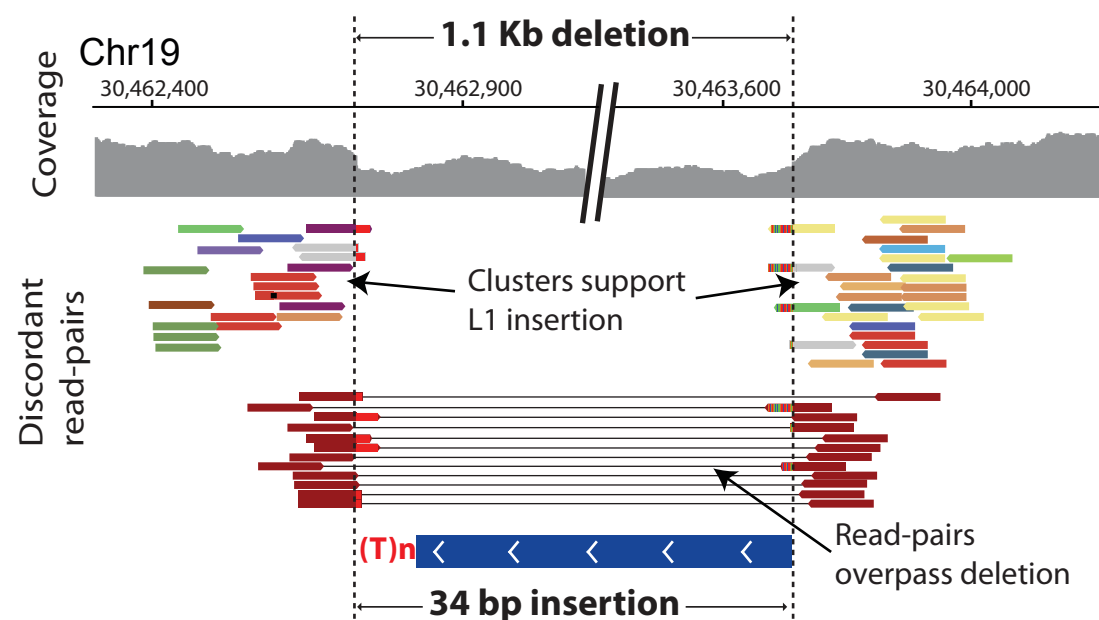 1.1 Kb deletion
Chr19
30,462,400 30,462,900 30,463,600 30,464,000
Coverage
Clusters support
L1 insertion
Discordant
read-pairs
(T)n
Read-pairs
overpass deletion
34 bp insertion